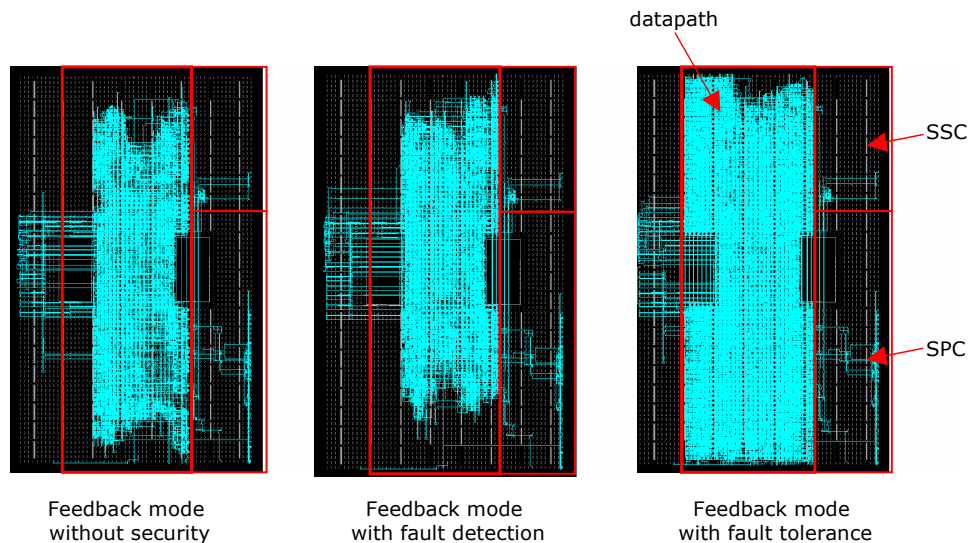 datapath
SSC
SPC
Feedback mode
without security
Feedback mode
with fault detection
Feedback mode
with fault tolerance